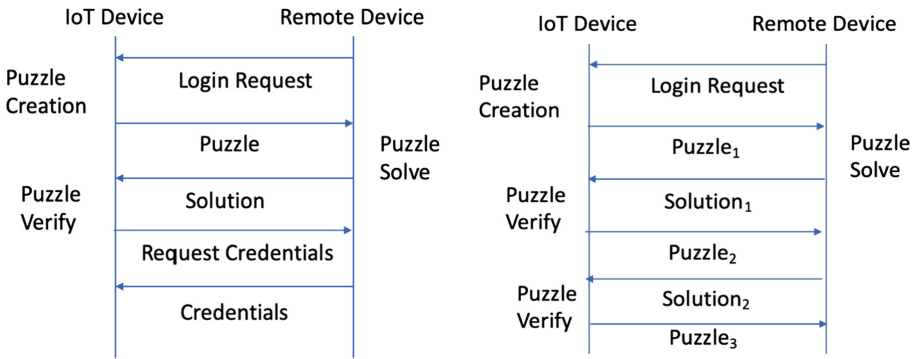 IoT Device
Remote Device
Login Request
Puzzle
Creation
Puzzle
Puzzle
Solve
Solution
Puzzle
Verify
Request Credentials
Credentials
IoT Device
Remote Device
Login Request
Puzzle
Creation
Puzzle₁
Puzzle
Solve
Solution₁
Puzzle
Verify
Puzzle₂
Solution₂
Puzzle
Verify
Puzzle₃